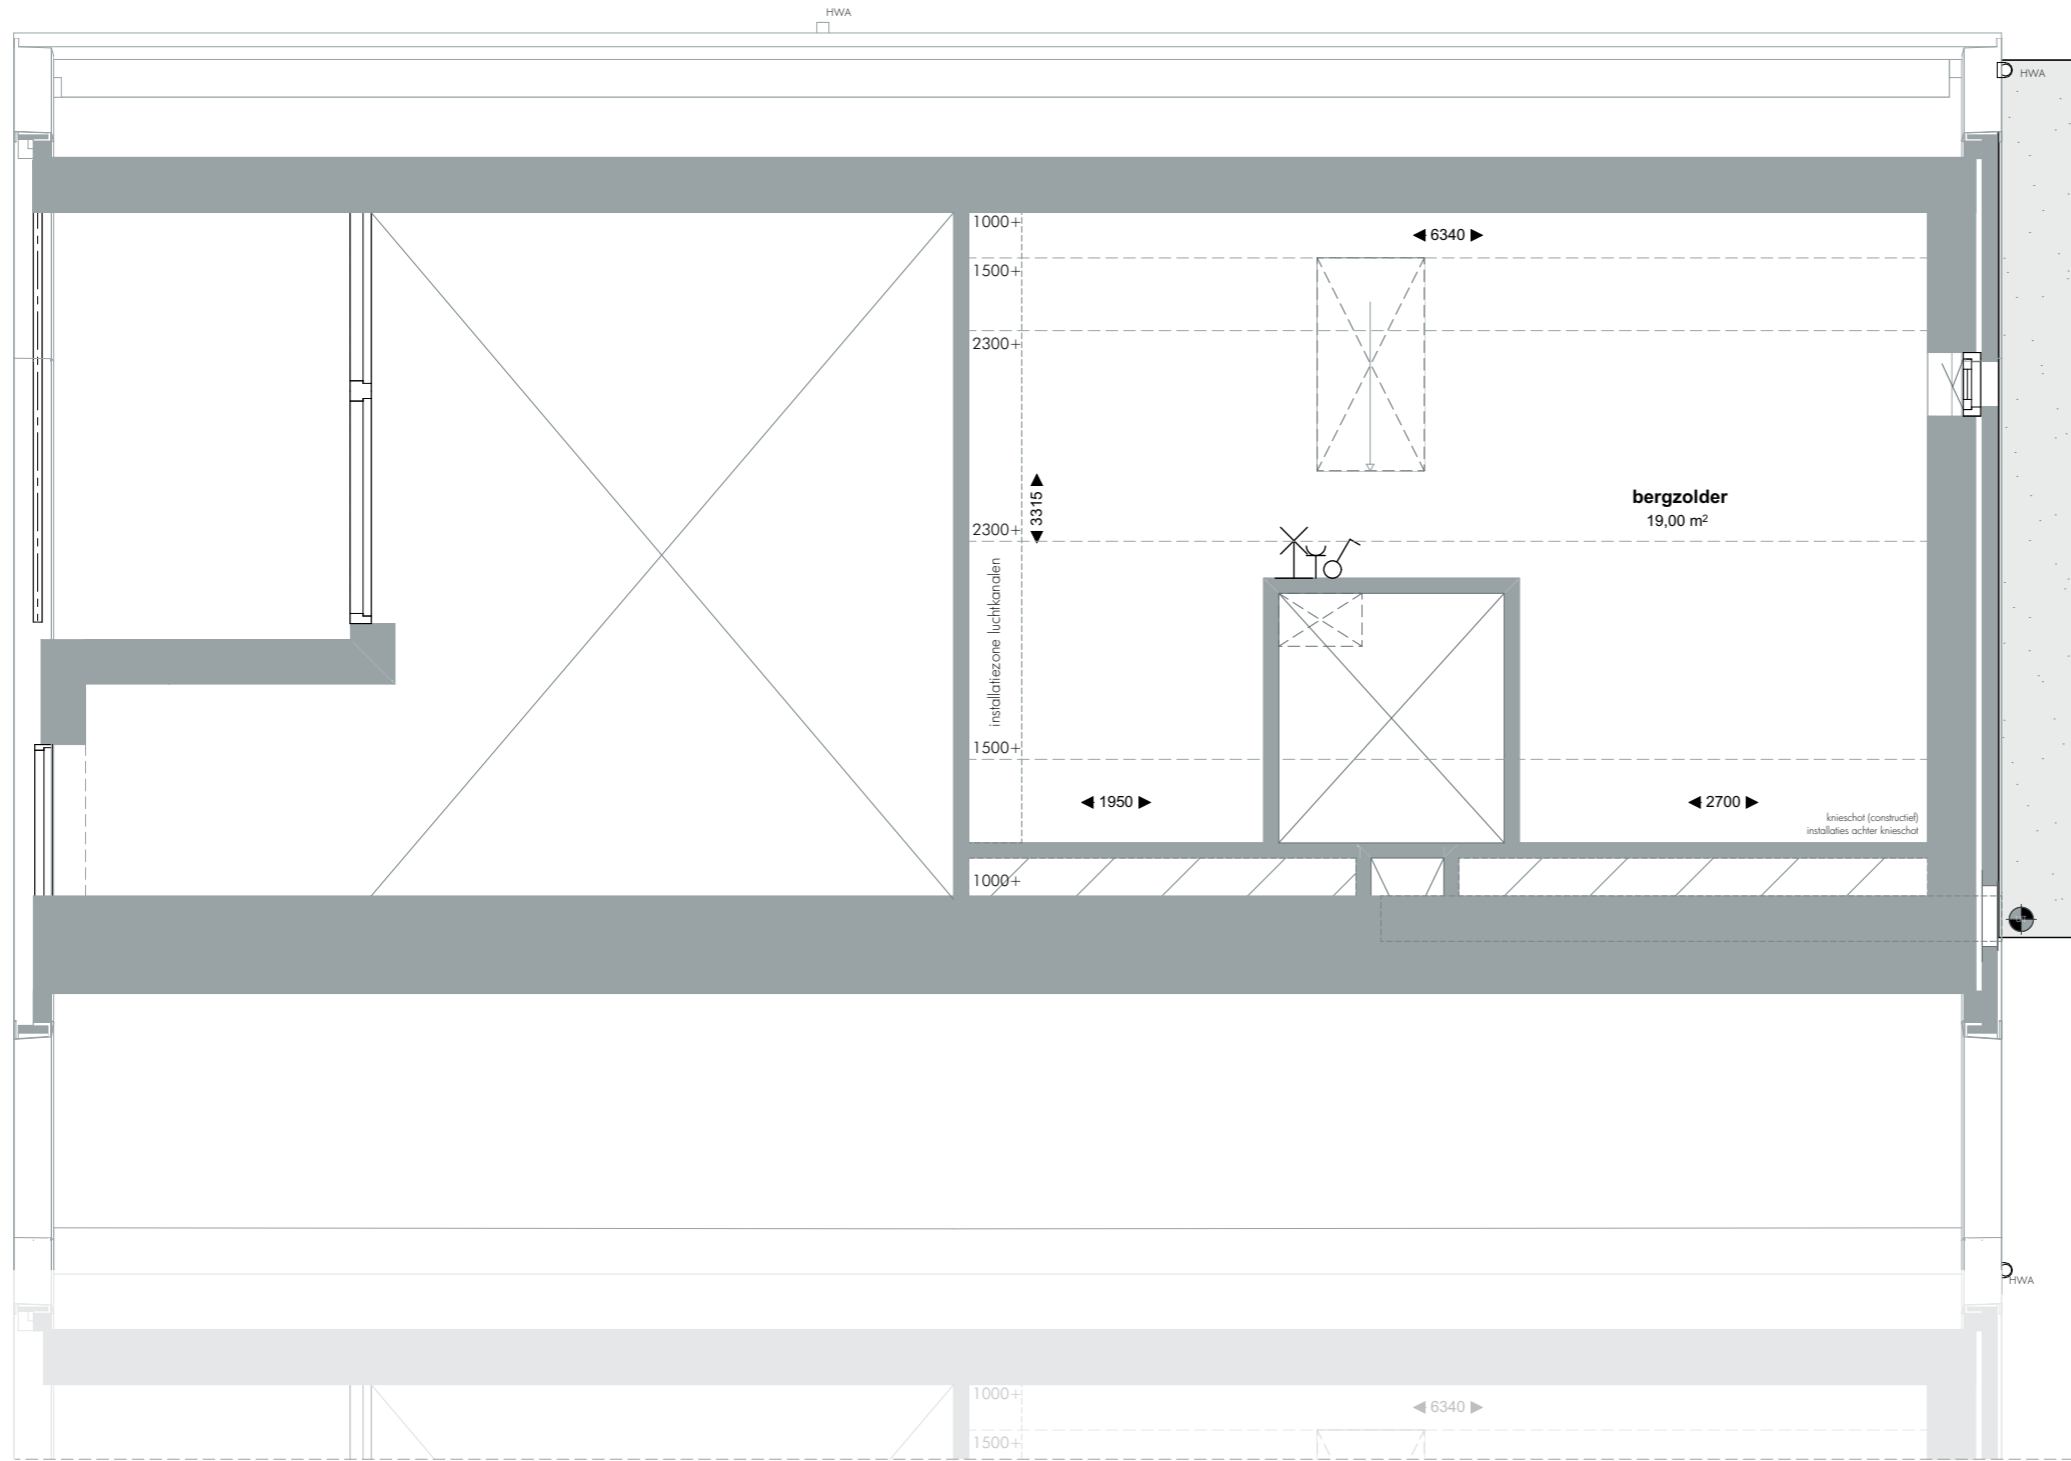 HWA
HWA
1000+
6340
1500+
2300+
bergzolder
19,00 m²
3315
2300+
installatiezone luchtkanalen
1500+
1950
2700
knieschot (constructief)
installaties achter knieschot
1000+
HWA
1000+
6340
1500+